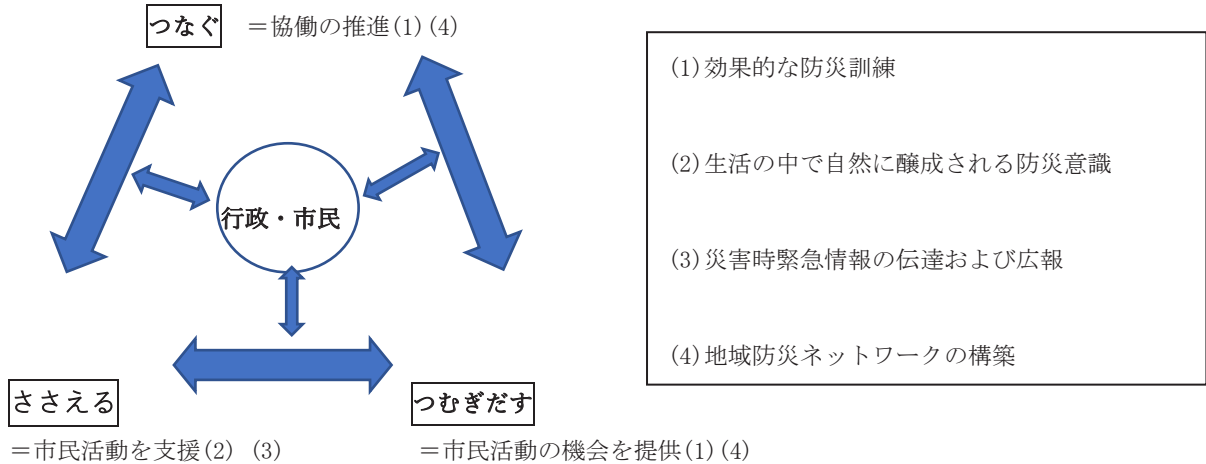 つなぐ ＝協働の推進(1)(4)
行政・市民
ささえる
＝市民活動を支援(2) (3)
つむぎだす
＝市民活動の機会を提供(1)(4)
(1)効果的な防災訓練
(2)生活の中で自然に醸成される防災意識
(3)災害時緊急情報の伝達および広報
(4)地域防災ネットワークの構築